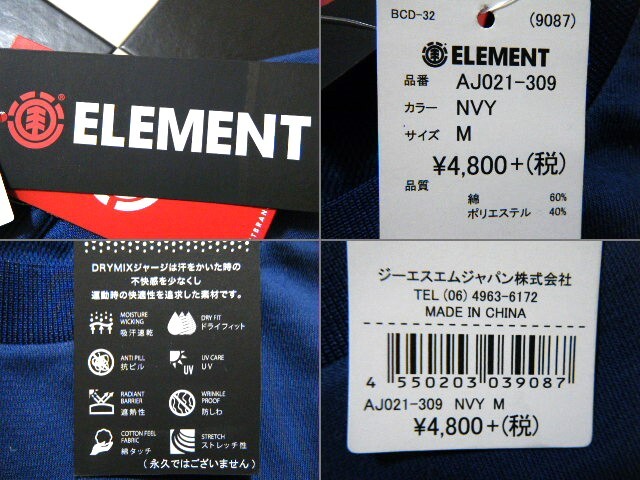 ELEMENT
TERAN
BCD-32
(9087)
ELEMENT
品番 AJ021-309
カラー NVY
サイズ M
¥4,800+(税)
品質
綿 60%
ポリエステル 40%
DRYMIXジャージは汗をかいた時の
不快感を少なくし
運動時の快適性を追求した素材です。
MOISTURE WICKING
吸汗速乾
DRY FIT
ドライフィット
ANTI PILL
抗ピル
UV
UV CARE
UV
RADIANT BARRIER
遮熱性
WRINKLE PROOF
防しわ
COTTON FEEL FABRIC
綿タッチ
STRETCH
ストレッチ性
(永久ではございません)
ジーエスエムジャパン株式会社
TEL (06) 4963-6172
MADE IN CHINA
4 550203 039087
AJ021-309 NVY M
¥4,800+(税)